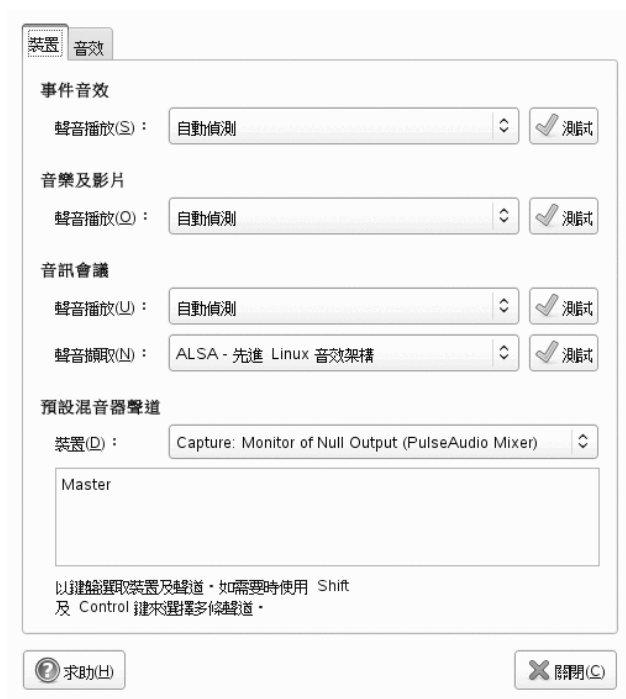 裝置 音效
事件音效
聲音播放(S)： 自動偵測 測試
音樂及影片
聲音播放(O)： 自動偵測 測試
音訊會議
聲音播放(U)： 自動偵測 測試
聲音擷取(N)： ALSA - 先進 Linux 音效架構 測試
預設混音器聲道
裝置(D)： Capture: Monitor of Null Output (PulseAudio Mixer)
Master
以鍵盤選取裝置及聲道。如需要時使用 Shift
及 Control 鍵來選擇多條聲道。
求助(H) 關閉(C)